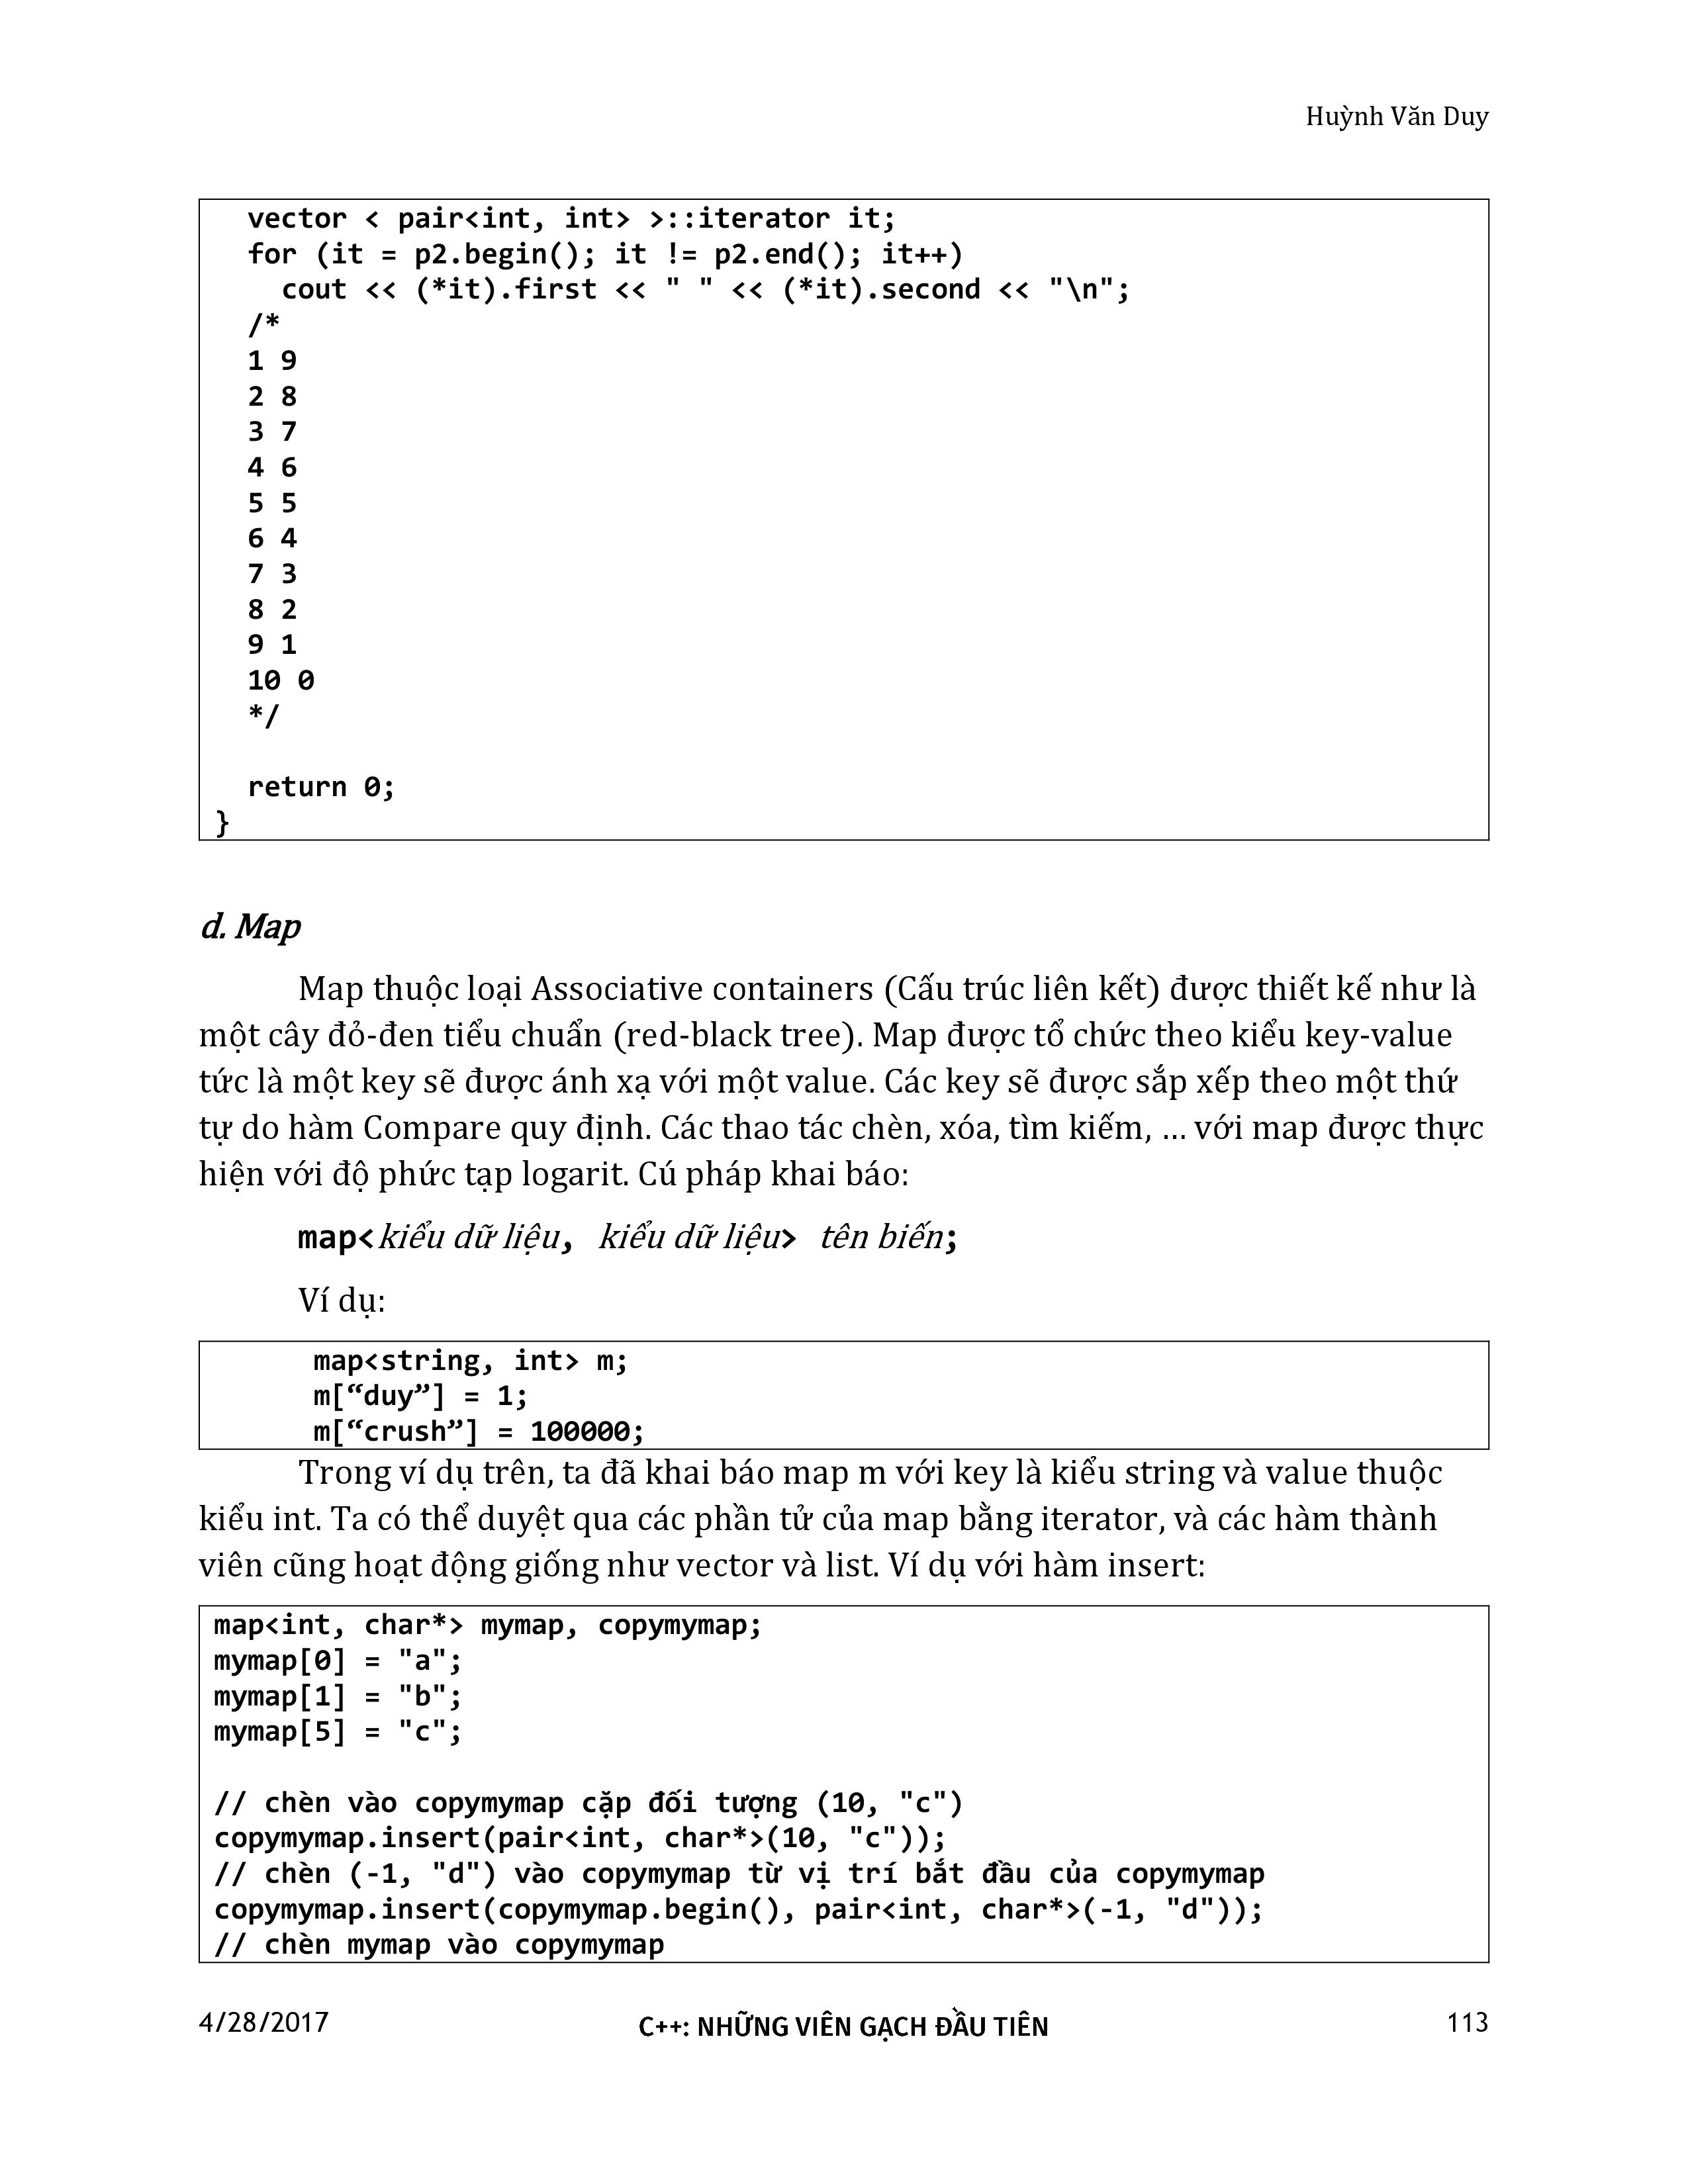 Huỳnh Văn Duy
vector < pair<int, int> >::iterator it;
for (it = p2.begin(); it != p2.end(); it++)
cout << (*it).first << " " << (*it).second << "\n";
/*
1 9
2 8
3 7
4 6
5 5
6 4
7 3
8 2
9 1
10 0
*/
return 0;
}
d. Map
Map thuộc loại Associative containers (Cấu trúc liên kết) được thiết kế như là
một cây đỏ-đen tiểu chuẩn (red-black tree). Map được tổ chức theo kiểu key-value
tức là một key sẽ được ánh xạ với một value. Các key sẽ được sắp xếp theo một thứ
tự do hàm Compare quy định. Các thao tác chèn, xóa, tìm kiếm, … với map được thực
hiện với độ phức tạp logarit. Cú pháp khai báo:
map<kiểu dữ liệu, kiểu dữ liệu> tên biến;
Ví dụ:
map<string, int> m;
m[“duy”] = 1;
m[“crush”] = 100000;
Trong ví dụ trên, ta đã khai báo map m với key là kiểu string và value thuộc
kiểu int. Ta có thể duyệt qua các phần tử của map bằng iterator, và các hàm thành
viên cũng hoạt động giống như vector và list. Ví dụ với hàm insert:
map<int, char*> mymap, copymymap;
mymap[0] = "a";
mymap[1] = "b";
mymap[5] = "c";
// chèn vào copymymap cặp đối tượng (10, "c")
copymymap.insert(pair<int, char*>(10, "c"));
// chèn (-1, "d") vào copymymap từ vị trí bắt đầu của copymymap
copymymap.insert(copymymap.begin(), pair<int, char*>(-1, "d"));
// chèn mymap vào copymymap
4/28/2017 C++: NHỮNG VIÊN GẠCH ĐẦU TIÊN 113